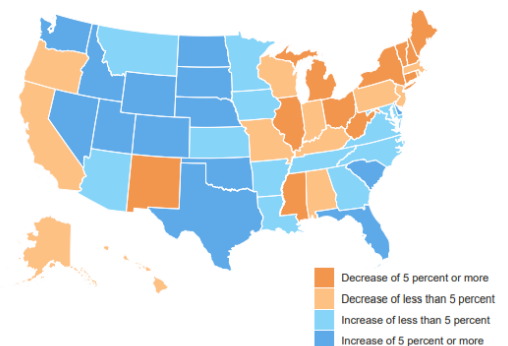 Decrease of 5 percent or more
Decrease of less than 5 percent
Increase of less than 5 percent
Increase of 5 percent or more